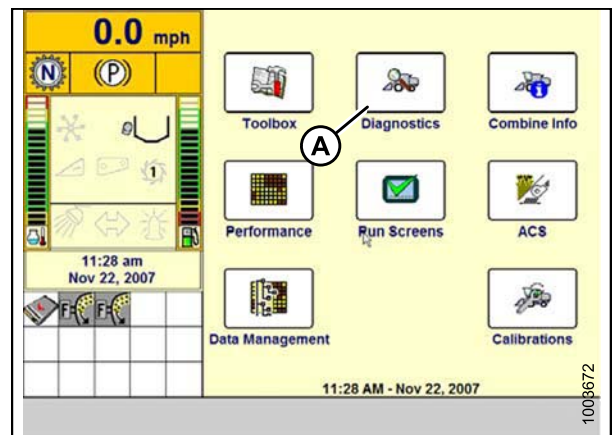 0.0 mph
N
(P)
1
11:28 am
Nov 22, 2007
F
F
Toolbox
Diagnostics
Combine Info
A
Performance
Run Screens
ACS
Data Management
Calibrations
11:28 AM - Nov 22, 2007
1003672